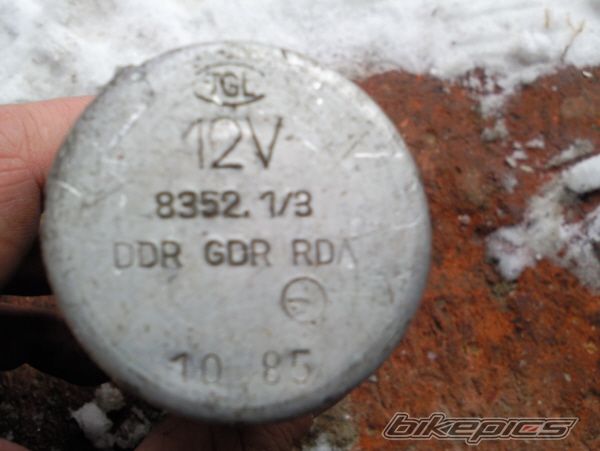 TGL
12V
8352.1/3
DDR GDR RDA
10 85
bikepics